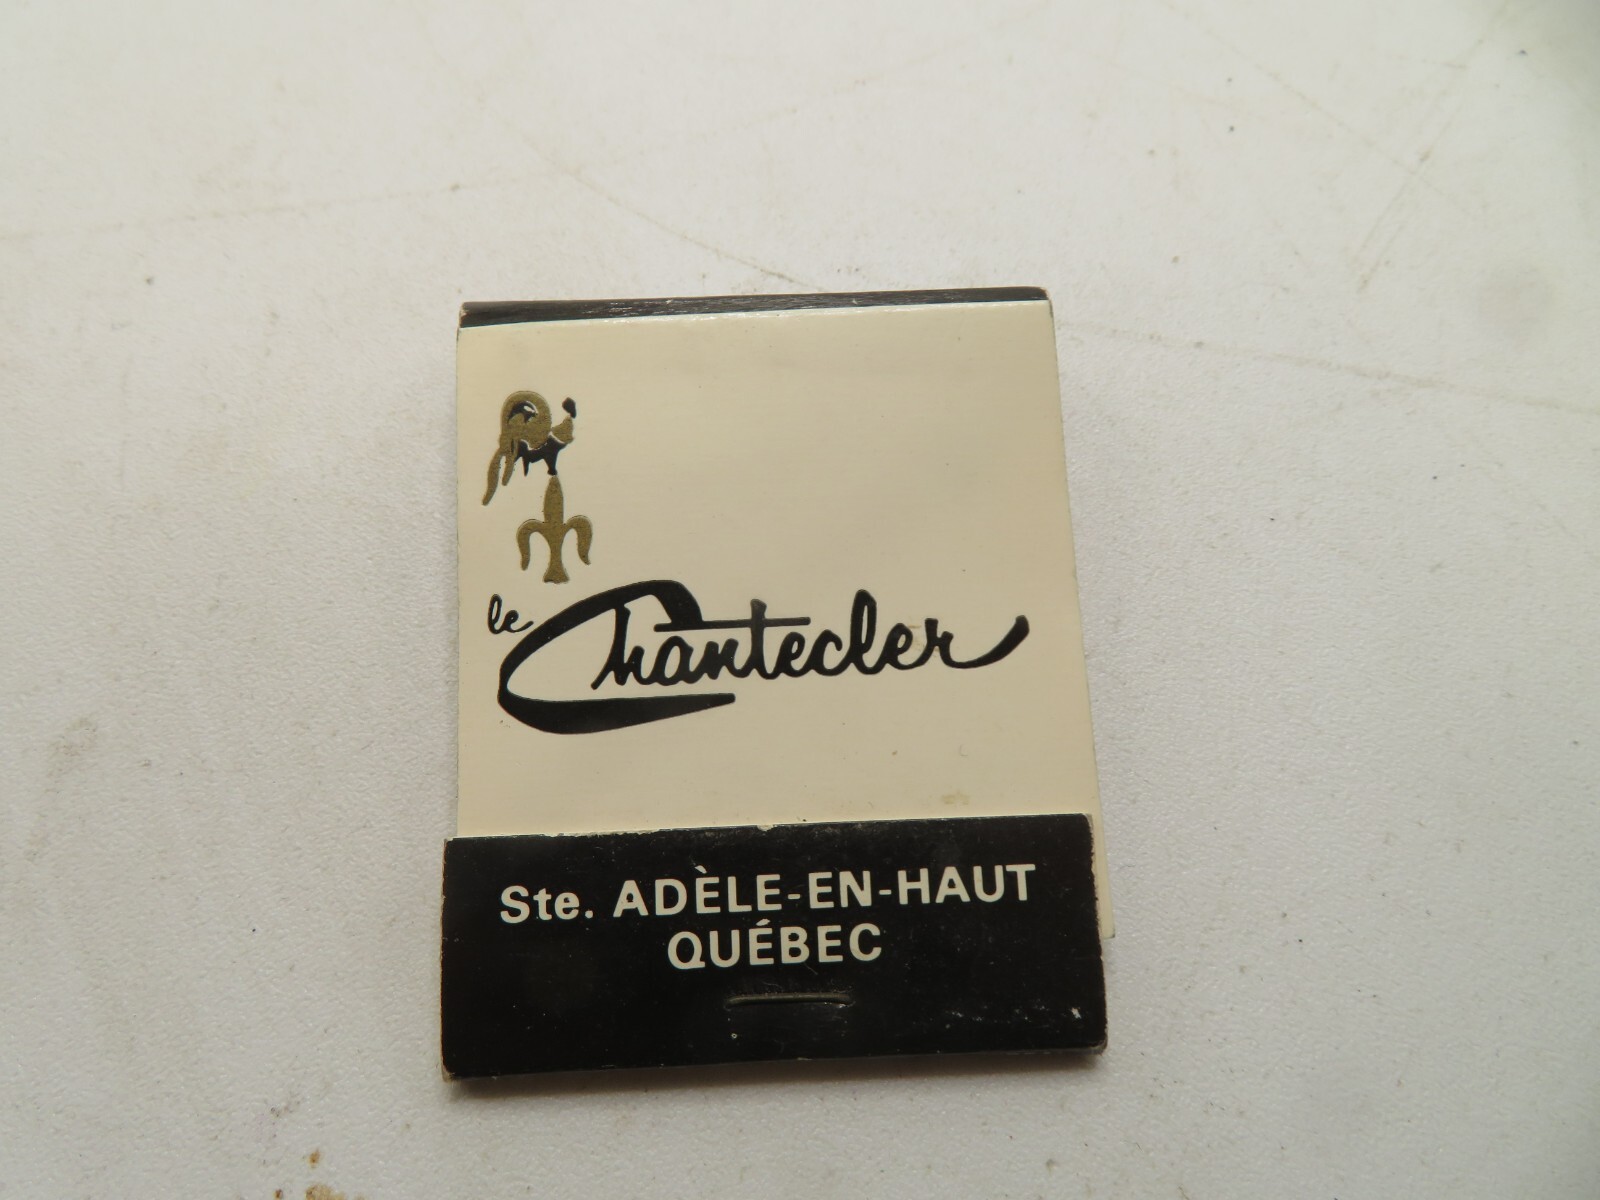 le Chantecler
Ste. ADÈLE-EN-HAUT
QUÉBEC